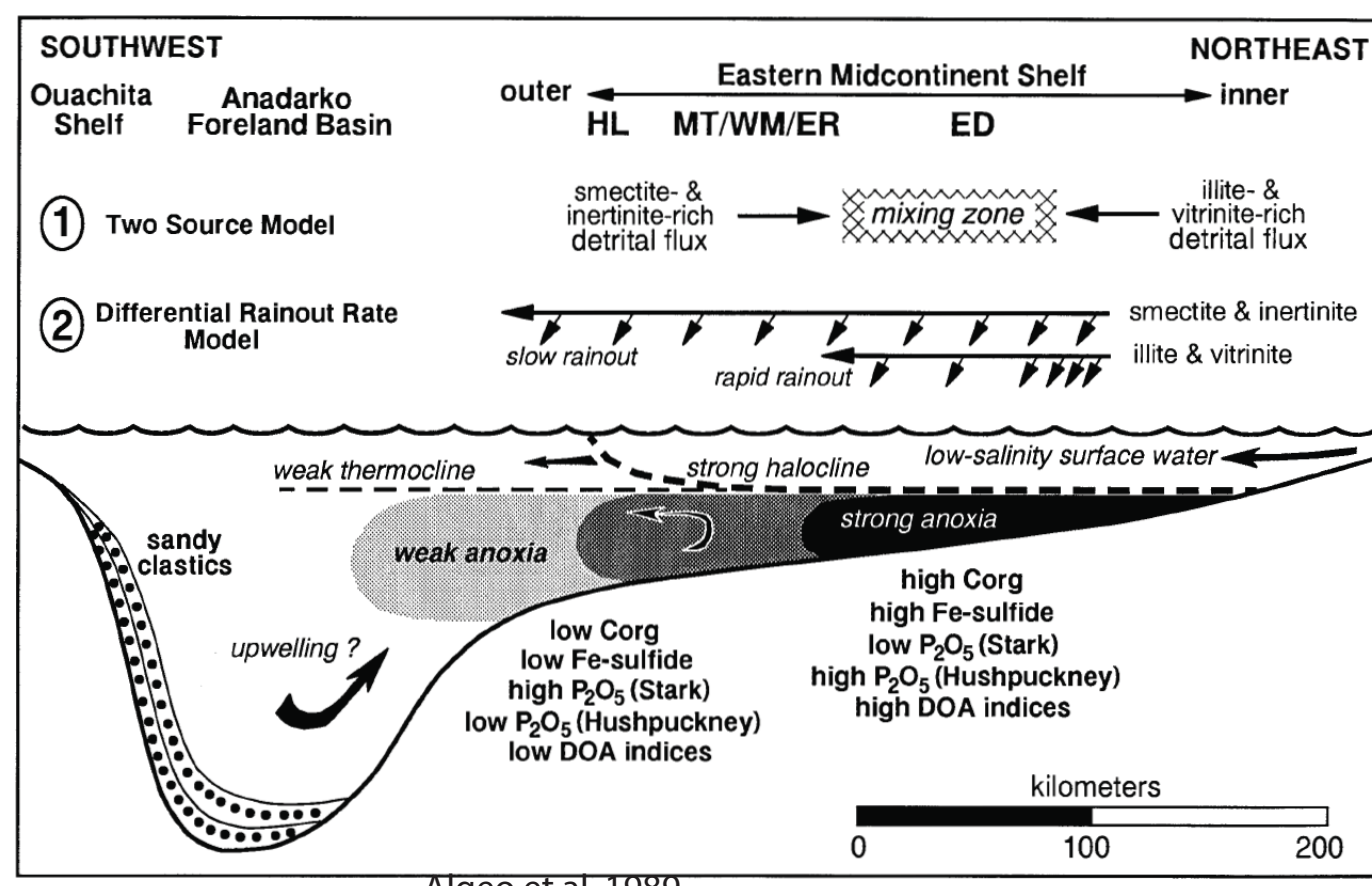 SOUTHWEST
NORTHEAST
Ouachita
Shelf
Anadarko
Foreland Basin
outer
Eastern Midcontinent Shelf
inner
HL
MT/WM/ER
ED
1
Two Source Model
smectite- &
inertinite-rich
detrital flux
mixing zone
illite- &
vitrinite-rich
detrital flux
2
Differential Rainout Rate
Model
smectite & inertinite
slow rainout
illite & vitrinite
rapid rainout
weak thermocline
strong halocline
low-salinity surface water
sandy
clastics
weak anoxia
strong anoxia
upwelling ?
low Corg
low Fe-sulfide
high P₂O₅ (Stark)
low P₂O₅ (Hushpuckney)
low DOA indices
high Corg
high Fe-sulfide
low P₂O₅ (Stark)
high P₂O₅ (Hushpuckney)
high DOA indices
kilometers
0
100
200
Algeo et al. 1989